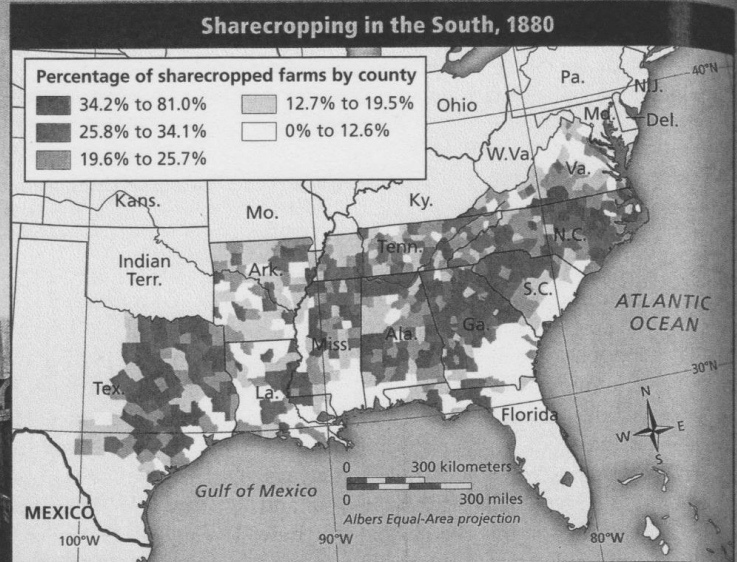 Sharecropping in the South, 1880
Percentage of sharecropped farms by county
34.2% to 81.0%
25.8% to 34.1%
19.6% to 25.7%
12.7% to 19.5%
0% to 12.6%
Ohio
Pa.
N.J.
40°N
Md.
Del.
W.Va.
Va.
Kans.
Mo.
Ky.
Indian
Terr.
Ark.
Tenn.
N.C.
S.C.
ATLANTIC
OCEAN
Tex.
La.
Miss.
Ala.
Ga.
30°N
Florida
N
W
E
S
0
300 kilometers
0
300 miles
Albers Equal-Area projection
Gulf of Mexico
MEXICO
100°W
90°W
80°W